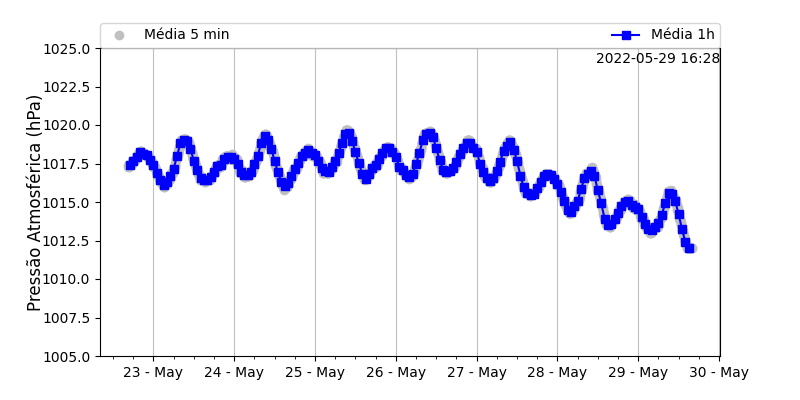 Média 5 min
Média 1h
2022-05-29 16:28
Pressão Atmosférica (hPa)
1025.0
1022.5
1020.0
1017.5
1015.0
1012.5
1010.0
1007.5
1005.0
23 - May
24 - May
25 - May
26 - May
27 - May
28 - May
29 - May
30 - May